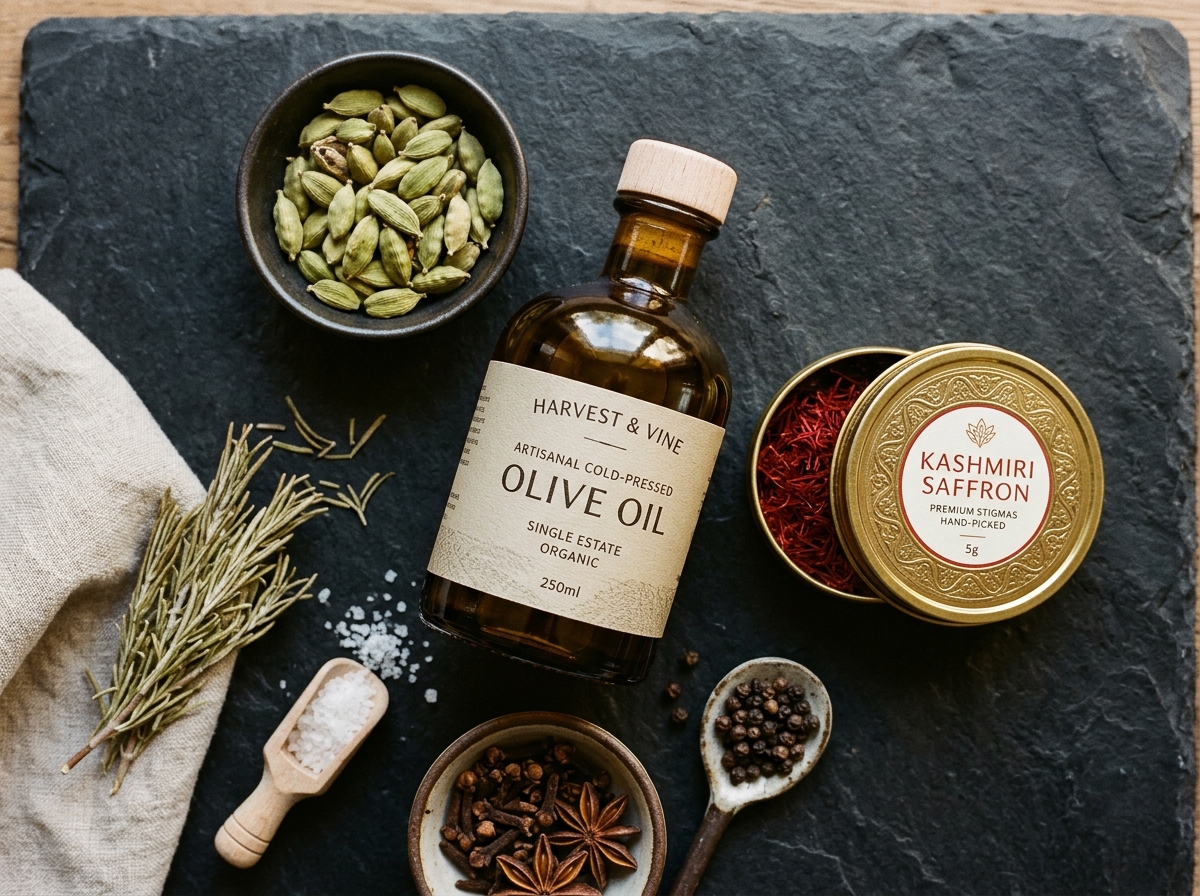 HARVEST & VINE
ARTISANAL COLD-PRESSED
OLIVE OIL
SINGLE ESTATE
ORGANIC
250ml
KASHMIRI
SAFFRON
PREMIUM STIGMAS
HAND-PICKED
5g